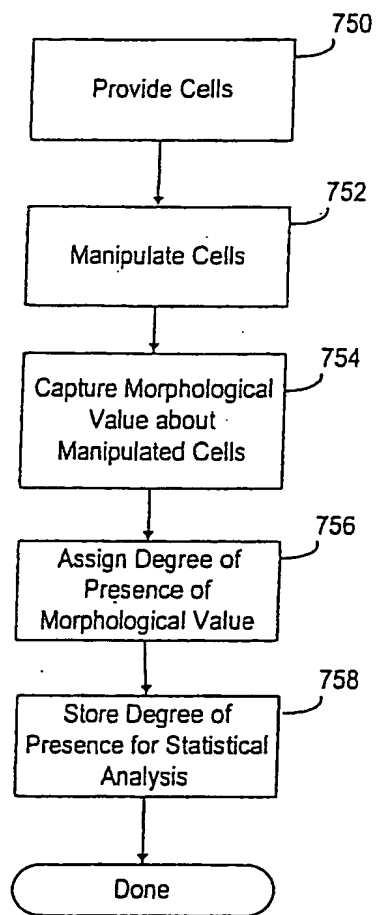 750
Provide Cells
752
Manipulate Cells
754
Capture Morphological
Value about
Manipulated Cells
756
Assign Degree of
Presence of
Morphological Value
758
Store Degree of
Presence for Statistical
Analysis
Done